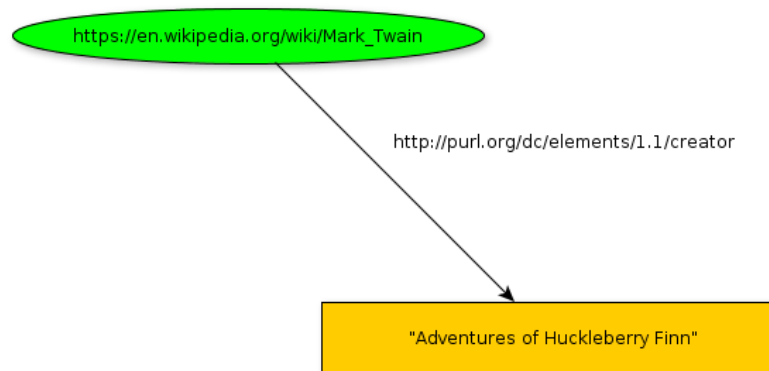 https://en.wikipedia.org/wiki/Mark_Twain
http://purl.org/dc/elements/1.1/creator
"Adventures of Huckleberry Finn"